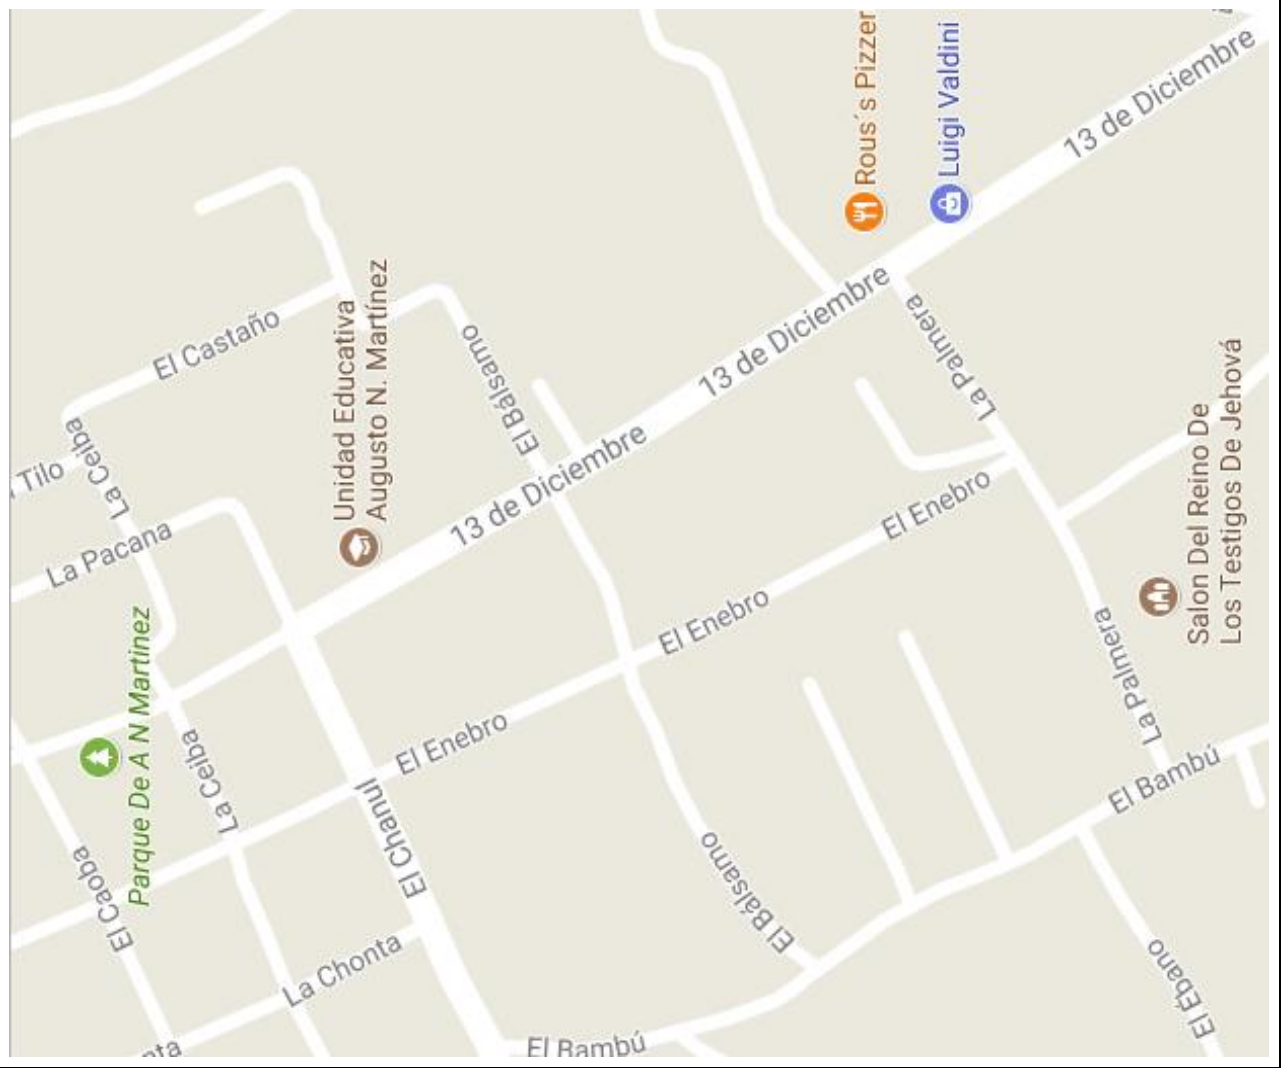 Rous´s Pizzer
Luigi Valdini
13 de Diciembre
Unidad Educativa
Augusto N. Martínez
El Castaño
El Bálsamo
13 de Diciembre
La Palmera
Tilo
La Ceiba
13 de Diciembre
La Pacana
El Enebro
Salon Del Reino De
Los Testigos De Jehová
El Enebro
La Palmera
Parque De A N Martinez
El Enebro
La Ceiba
El Bambú
El Chanul
El Caoba
El Bálsamo
La Chonta
El Ébano
El Bambú
nta